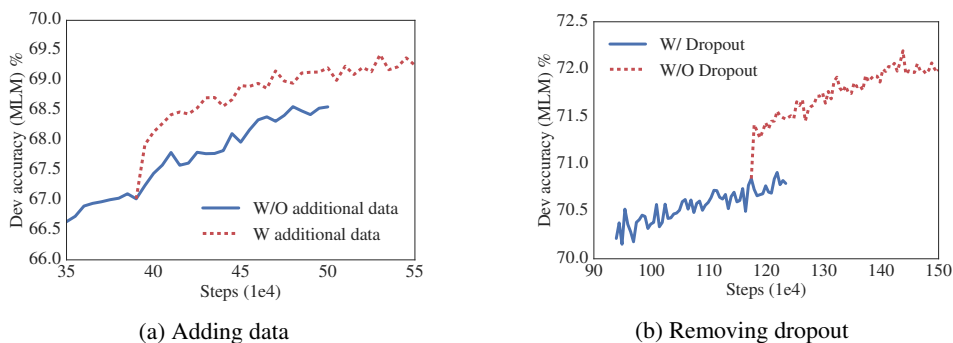 70.0
69.5
69.0
68.5
68.0
67.5
67.0
66.5
66.0
Dev accuracy (MLM) %
W/O additional data
W additional data
35 40 45 50 55
Steps (1e4)
(a) Adding data
72.5
72.0
71.5
71.0
70.5
70.0
Dev accuracy (MLM) %
W/ Dropout
W/O Dropout
90 100 110 120 130 140 150
Steps (1e4)
(b) Removing dropout